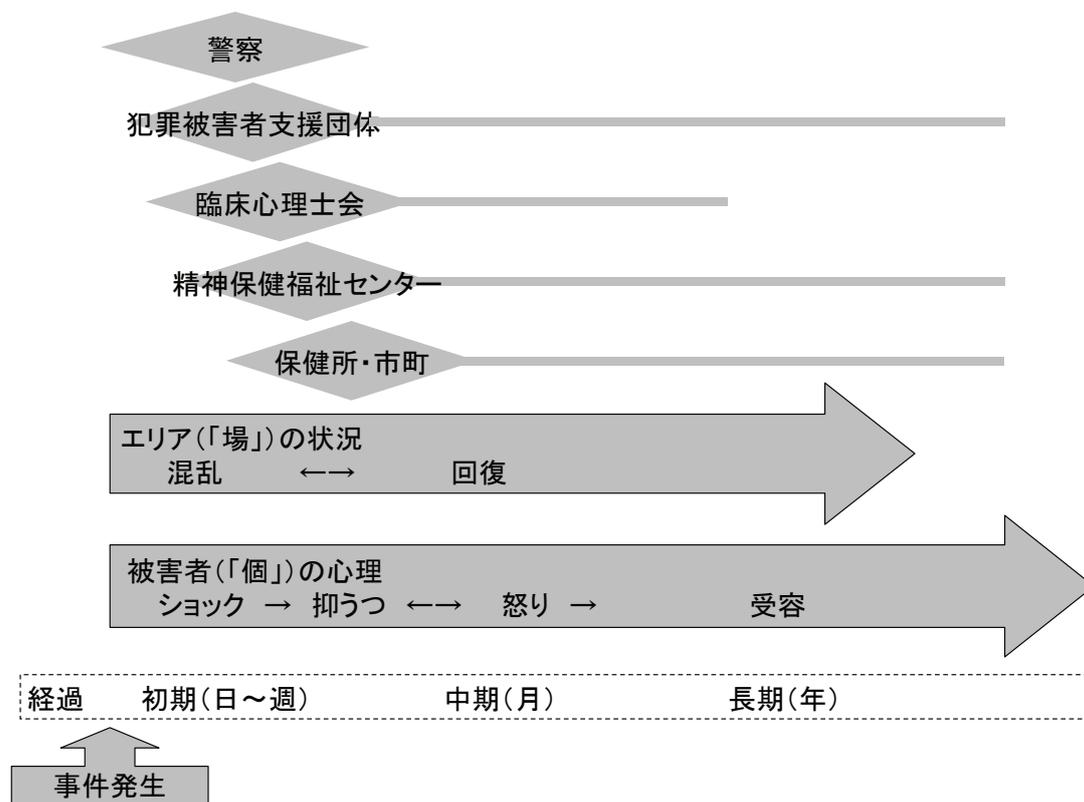 警察
犯罪被害者支援団体
臨床心理士会
精神保健福祉センター
保健所・市町
エリア(「場」)の状況
混乱 ←→ 回復
被害者(「個」)の心理
ショック → 抑うつ ←→ 怒り → 受容
経過 初期(日～週) 中期(月) 長期(年)
事件発生